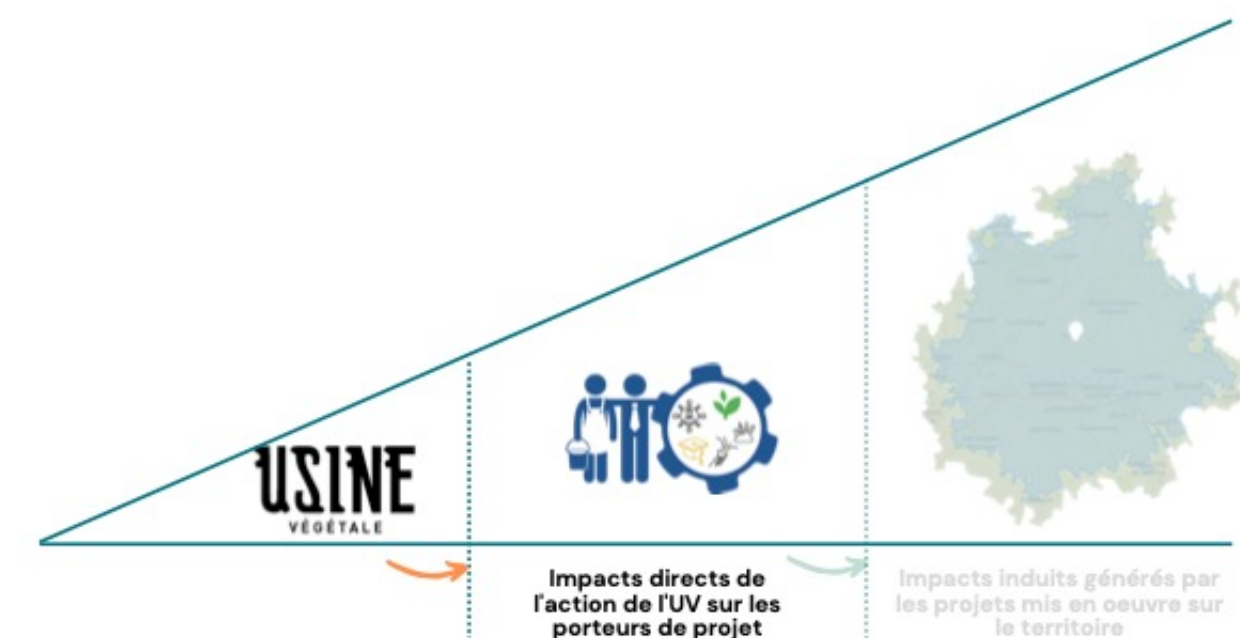 USINE
VÉGÉTALE
Impacts directs de
l'action de l'UV sur les
porteurs de projet
Impacts induits générés par
les projets mis en oeuvre sur
le territoire